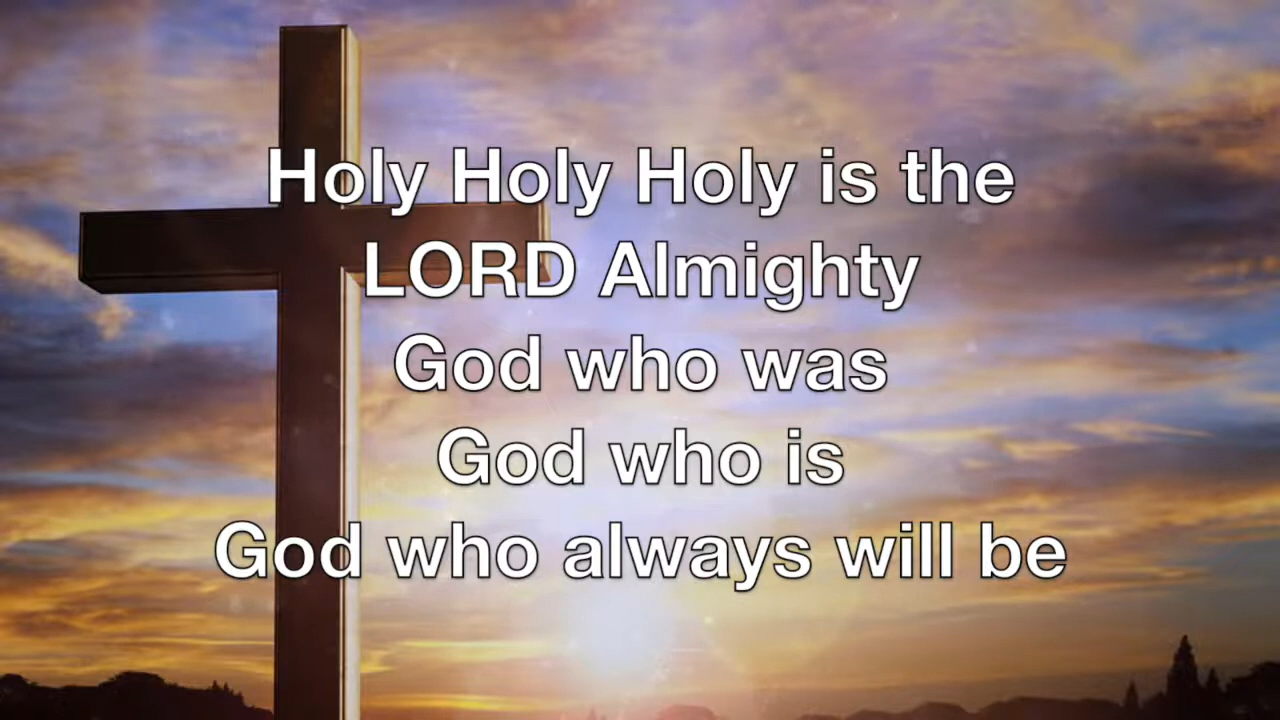 Holy Holy Holy is the
LORD Almighty
God who was
God who is
God who always will be